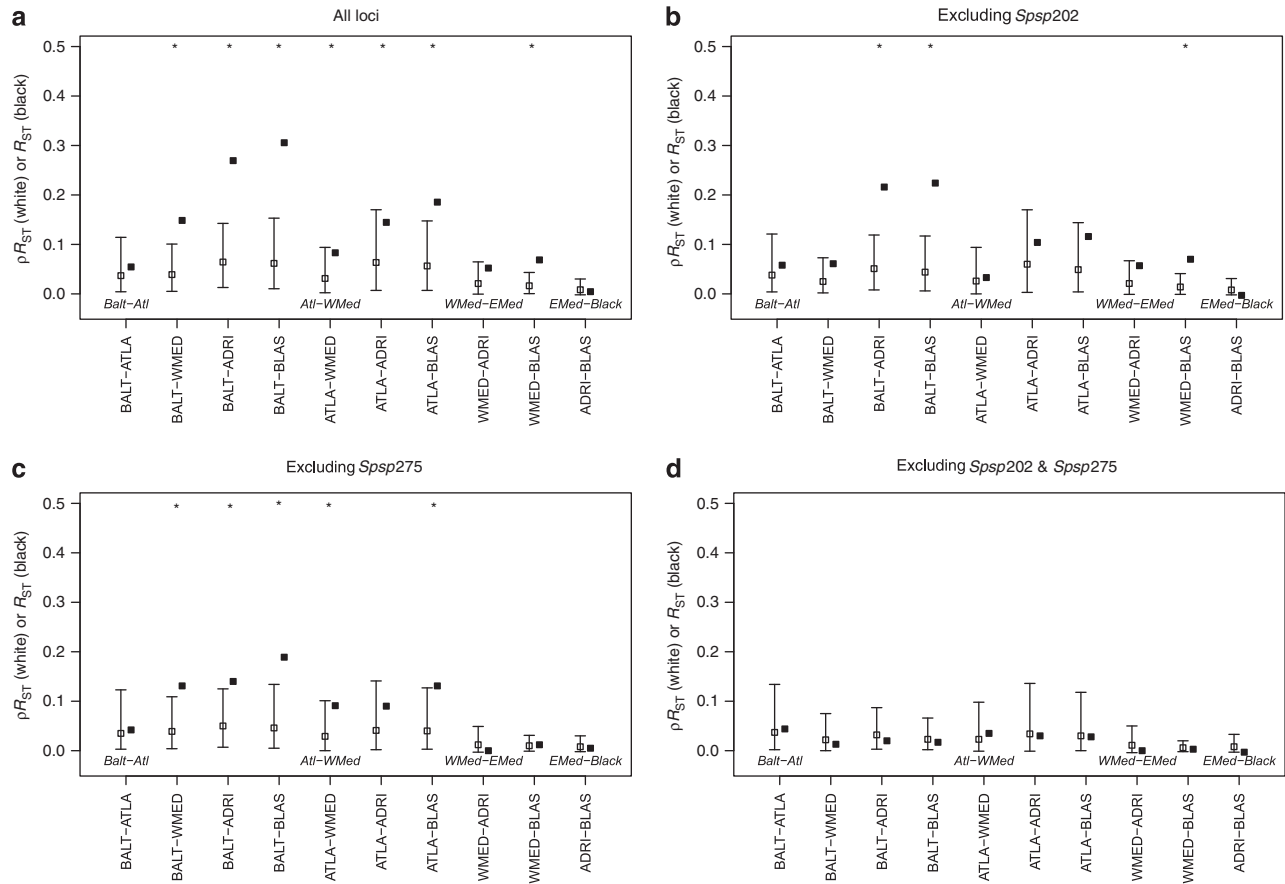 a
All loci
ρR_ST (white) or R_ST (black)
0.5
0.4
0.3
0.2
0.1
0.0
* * * * * * *
Balt–Atl
Atl–WMed
WMed–EMed
EMed–Black
BALT–ATLA
BALT–WMED
BALT–ADRI
BALT–BLAS
ATLA–WMED
ATLA–ADRI
ATLA–BLAS
WMED–ADRI
WMED–BLAS
ADRI–BLAS
b
Excluding Spsp202
ρR_ST (white) or R_ST (black)
0.5
0.4
0.3
0.2
0.1
0.0
* * *
Balt–Atl
Atl–WMed
WMed–EMed
EMed–Black
BALT–ATLA
BALT–WMED
BALT–ADRI
BALT–BLAS
ATLA–WMED
ATLA–ADRI
ATLA–BLAS
WMED–ADRI
WMED–BLAS
ADRI–BLAS
c
Excluding Spsp275
ρR_ST (white) or R_ST (black)
0.5
0.4
0.3
0.2
0.1
0.0
* * * * *
Balt–Atl
Atl–WMed
WMed–EMed
EMed–Black
BALT–ATLA
BALT–WMED
BALT–ADRI
BALT–BLAS
ATLA–WMED
ATLA–ADRI
ATLA–BLAS
WMED–ADRI
WMED–BLAS
ADRI–BLAS
d
Excluding Spsp202 & Spsp275
ρR_ST (white) or R_ST (black)
0.5
0.4
0.3
0.2
0.1
0.0
Balt–Atl
Atl–WMed
WMed–EMed
EMed–Black
BALT–ATLA
BALT–WMED
BALT–ADRI
BALT–BLAS
ATLA–WMED
ATLA–ADRI
ATLA–BLAS
WMED–ADRI
WMED–BLAS
ADRI–BLAS